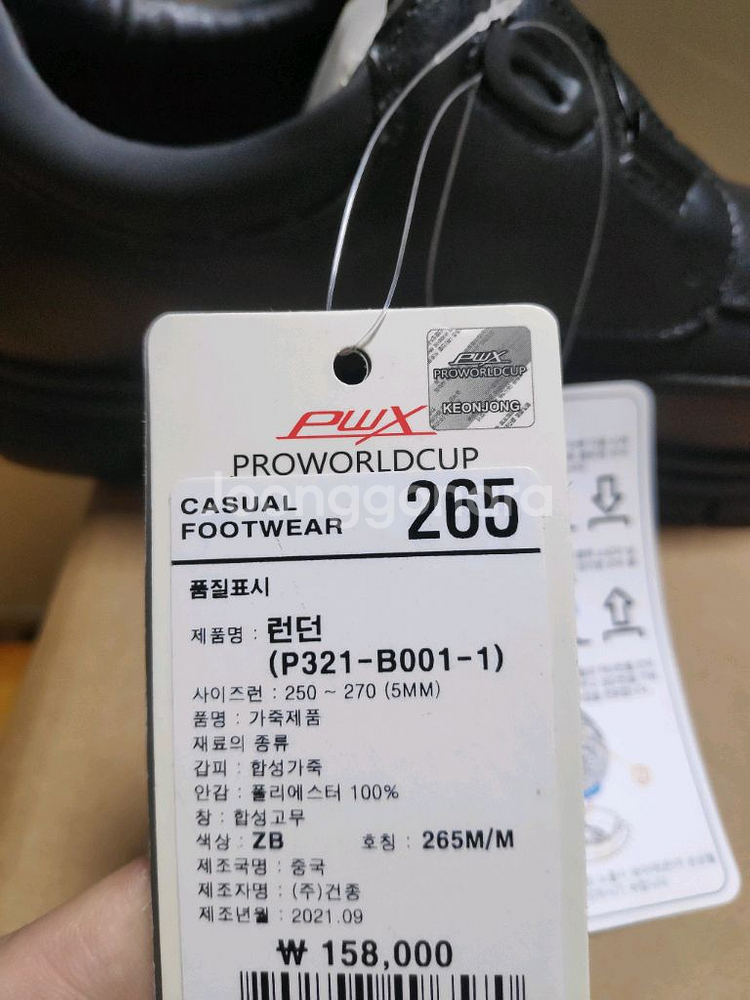 PWX
PROWORLDCUP
KEONJONG
PWX
PROWORLDCUP
CASUAL
FOOTWEAR
265
품질표시
제품명 : 런던
(P321-B001-1)
사이즈런 : 250 ~ 270 (5MM)
품명 : 가죽제품
재료의 종류
갑피 : 합성가죽
안감 : 폴리에스터 100%
창 : 합성고무
색상 : ZB 호칭 : 265M/M
제조국명 : 중국
제조자명 : (주)건종
제조년월 : 2021.09
₩ 158,000